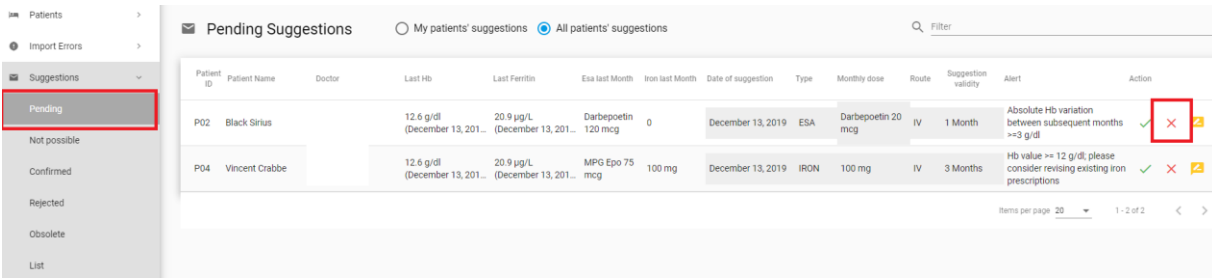 Patients
Import Errors
Suggestions
Pending
Not possible
Confirmed
Rejected
Obsolete
List
Pending Suggestions
My patients' suggestions
All patients' suggestions
Filter
Patient ID Patient Name Doctor Last Hb Last Ferritin Esa last Month Iron last Month Date of suggestion Type Monthly dose Route Suggestion validity Alert Action
P02 Black Sirius 12.6 g/dl (December 13, 201... 20.9 µg/L (December 13, 201... Darbepoetin 120 mcg 0 December 13, 2019 ESA Darbepoetin 20 mcg IV 1 Month Absolute Hb variation between subsequent months >=3 g/dl
P04 Vincent Crabbe 12.6 g/dl (December 13, 201... 20.9 µg/L (December 13, 201... MPG Epo 75 mcg 100 mg December 13, 2019 IRON 100 mg IV 3 Months Hb value >= 12 g/dl; please consider revising existing iron prescriptions
Items per page 20 1 - 2 of 2